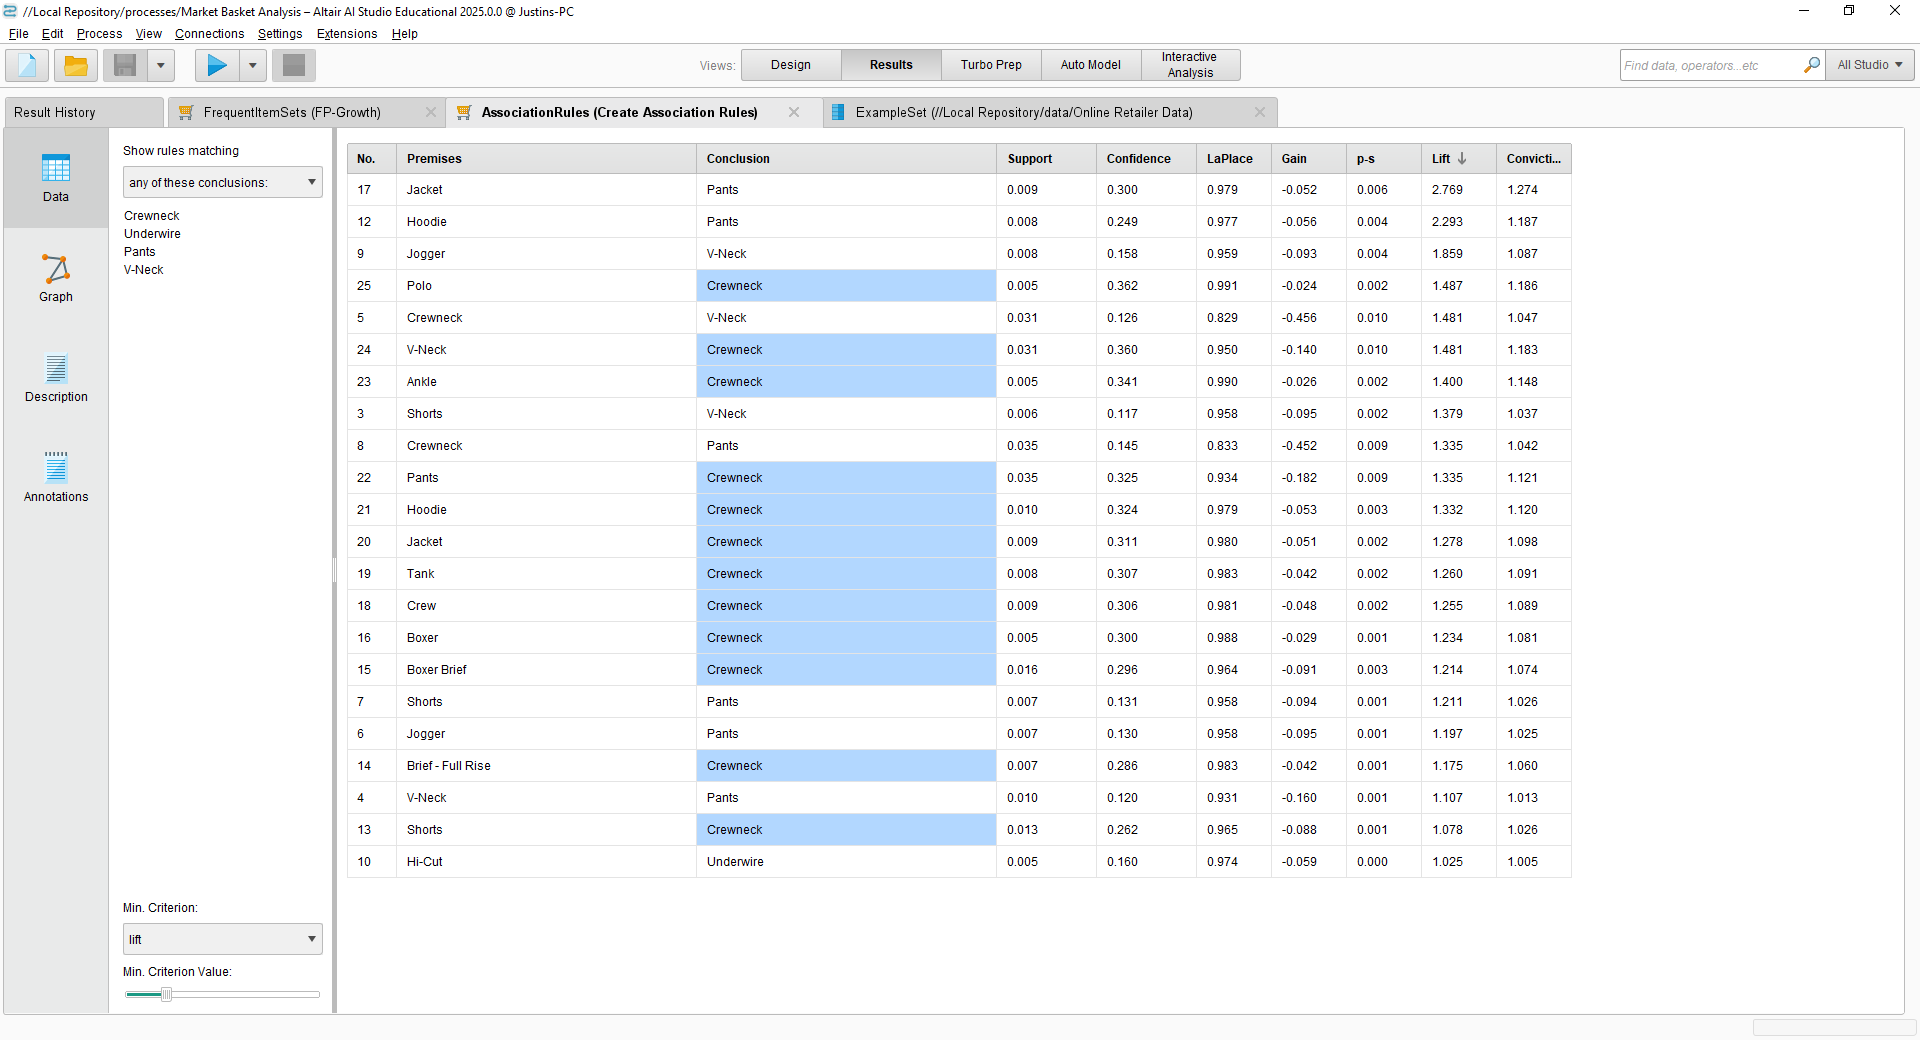 //Local Repository/processes/Market Basket Analysis – Altair AI Studio Educational 2025.0.0 @ Justins-PC
File Edit Process View Connections Settings Extensions Help
Views: Design Results Turbo Prep Auto Model Interactive Analysis Find data, operators...etc All Studio
Result History FrequentItemSets (FP-Growth) AssociationRules (Create Association Rules) ExampleSet (//Local Repository/data/Online Retailer Data)
Data
Graph
Description
Annotations
Show rules matching
any of these conclusions:
Crewneck
Underwire
Pants
V-Neck
Min. Criterion:
lift
Min. Criterion Value:
No. Premises Conclusion Support Confidence LaPlace Gain p-s Lift Convicti...
17 Jacket Pants 0.009 0.300 0.979 -0.052 0.006 2.769 1.274
12 Hoodie Pants 0.008 0.249 0.977 -0.056 0.004 2.293 1.187
9 Jogger V-Neck 0.008 0.158 0.959 -0.093 0.004 1.859 1.087
25 Polo Crewneck 0.005 0.362 0.991 -0.024 0.002 1.487 1.186
5 Crewneck V-Neck 0.031 0.126 0.829 -0.456 0.010 1.481 1.047
24 V-Neck Crewneck 0.031 0.360 0.950 -0.140 0.010 1.481 1.183
23 Ankle Crewneck 0.005 0.341 0.990 -0.026 0.002 1.400 1.148
3 Shorts V-Neck 0.006 0.117 0.958 -0.095 0.002 1.379 1.037
8 Crewneck Pants 0.035 0.145 0.833 -0.452 0.009 1.335 1.042
22 Pants Crewneck 0.035 0.325 0.934 -0.182 0.009 1.335 1.121
21 Hoodie Crewneck 0.010 0.324 0.979 -0.053 0.003 1.332 1.120
20 Jacket Crewneck 0.009 0.311 0.980 -0.051 0.002 1.278 1.098
19 Tank Crewneck 0.008 0.307 0.983 -0.042 0.002 1.260 1.091
18 Crew Crewneck 0.009 0.306 0.981 -0.048 0.002 1.255 1.089
16 Boxer Crewneck 0.005 0.300 0.988 -0.029 0.001 1.234 1.081
15 Boxer Brief Crewneck 0.016 0.296 0.964 -0.091 0.003 1.214 1.074
7 Shorts Pants 0.007 0.131 0.958 -0.094 0.001 1.211 1.026
6 Jogger Pants 0.007 0.130 0.958 -0.095 0.001 1.197 1.025
14 Brief - Full Rise Crewneck 0.007 0.286 0.983 -0.042 0.001 1.175 1.060
4 V-Neck Pants 0.010 0.120 0.931 -0.160 0.001 1.107 1.013
13 Shorts Crewneck 0.013 0.262 0.965 -0.088 0.001 1.078 1.026
10 Hi-Cut Underwire 0.005 0.160 0.974 -0.059 0.000 1.025 1.005